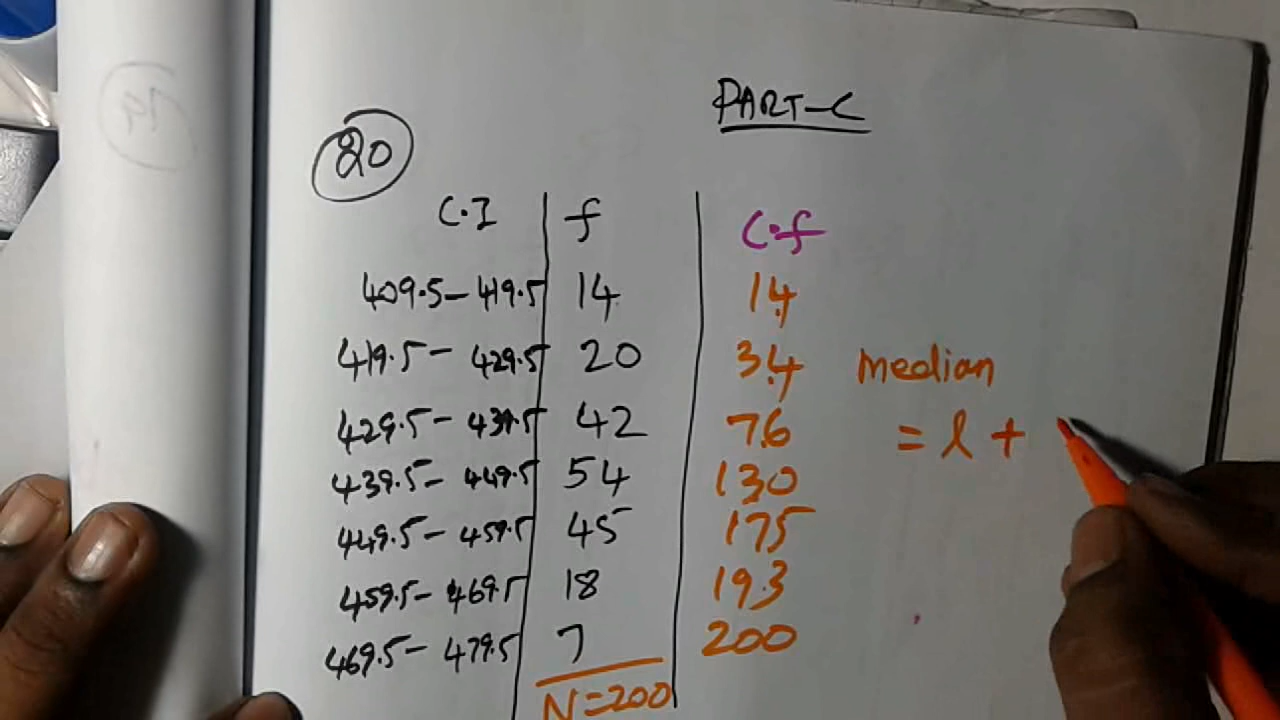 PART-C
20
C.I f C.f
409.5-419.5 14 14
419.5-429.5 20 34 median
429.5-439.5 42 76 = l +
439.5-449.5 54 130
449.5-459.5 45 175
459.5-469.5 18 193
469.5-479.5 7 200
N=200